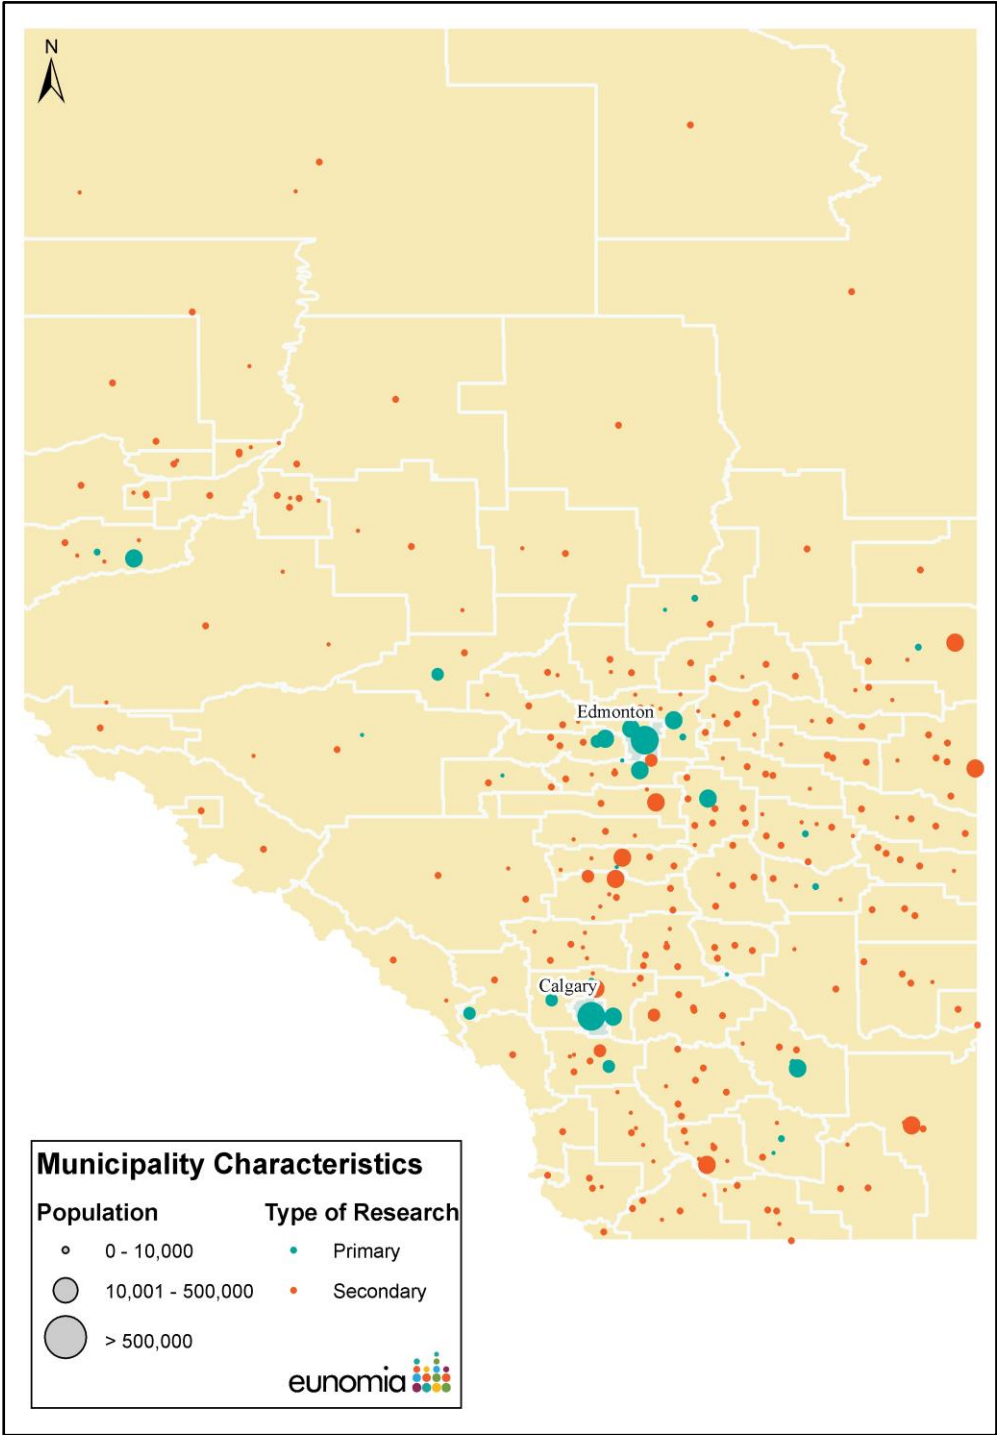 N
Edmonton
Calgary
Municipality Characteristics
Population
Type of Research
0 - 10,000
Primary
10,001 - 500,000
Secondary
> 500,000
eunomia